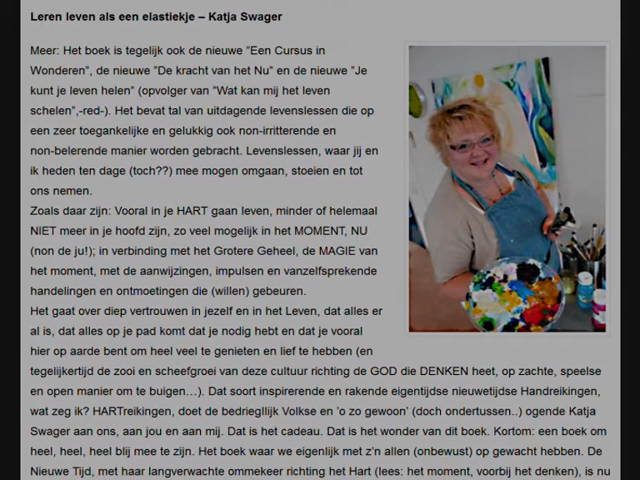 Leren leven als een elastiekje – Katja Swager
Meer: Het boek is tegelijk ook de nieuwe "Een Cursus in
Wonderen", de nieuwe "De kracht van het Nu" en de nieuwe "Je
kunt je leven helen" (opvolger van "Wat kan mij het leven
schelen",-red-). Het bevat tal van uitdagende levenslessen die op
een zeer toegankelijke en gelukkig ook non-irritterende en
non-belerende manier worden gebracht. Levenslessen, waar jij en
ik heden ten dage (toch??) mee mogen omgaan, stoeien en tot
ons nemen.
Zoals daar zijn: Vooral in je HART gaan leven, minder of helemaal
NIET meer in je hoofd zijn, zo veel mogelijk in het MOMENT, NU
(non de ju!); in verbinding met het Grotere Geheel, de MAGIE van
het moment, met de aanwijzingen, impulsen en vanzelfsprekende
handelingen en ontmoetingen die (willen) gebeuren.
Het gaat over diep vertrouwen in jezelf en in het Leven, dat alles er
al is, dat alles op je pad komt dat je nodig hebt en dat je vooral
hier op aarde bent om heel veel te genieten en lief te hebben (en
tegelijkertijd de zooi en scheefgroei van deze cultuur richting de GOD die DENKEN heet, op zachte, speelse
en open manier om te buigen…). Dat soort inspirerende en rakende eigentijdse nieuwetijdse Handreikingen,
wat zeg ik? HARTreikingen, doet de bedriegllijk Volkse en 'o zo gewoon' (doch ondertussen..) ogende Katja
Swager aan ons, aan jou en aan mij. Dat is het cadeau. Dat is het wonder van dit boek. Kortom: een boek om
heel, heel, heel blij mee te zijn. Het boek waar we eigenlijk met z'n allen (onbewust) op gewacht hebben. De
Nieuwe Tijd, met haar langverwachte ommekeer richting het Hart (lees: het moment, voorbij het denken), is nu